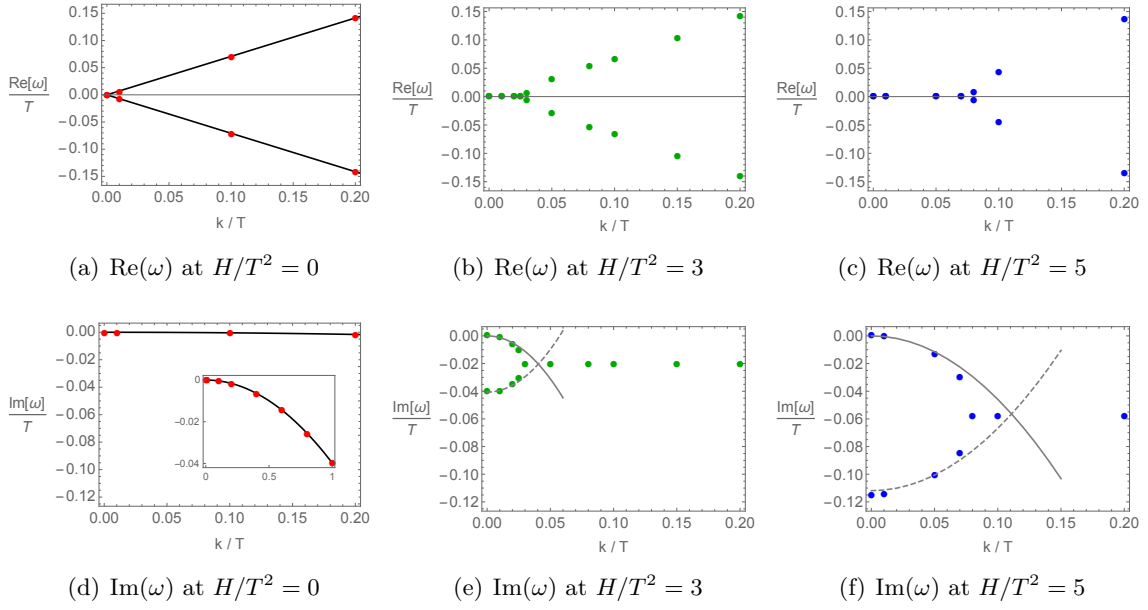 0.15
0.10
0.05
0.00
−0.05
−0.10
−0.15
Re[ω]
T
0.00 0.05 0.10 0.15 0.20
k / T
(a) Re(ω) at H/T² = 0
0.15
0.10
0.05
0.00
−0.05
−0.10
0.15
Re[ω]
T
0.00 0.05 0.10 0.15 0.20
k / T
(b) Re(ω) at H/T² = 3
0.15
0.10
0.05
0.00
−0.05
−0.10
0.15
Re[ω]
T
0.00 0.05 0.10 0.15 0.20
k / T
(c) Re(ω) at H/T² = 5
0.00
−0.02
−0.04
−0.06
−0.08
−0.10
−0.12
Im[ω]
T
0
−0.02
−0.04
0 0.5 1
0.00 0.05 0.10 0.15 0.20
k / T
(d) Im(ω) at H/T² = 0
0.00
−0.02
−0.04
−0.06
−0.08
−0.10
−0.12
Im[ω]
T
0.00 0.05 0.10 0.15 0.20
k / T
(e) Im(ω) at H/T² = 3
0.00
−0.02
−0.04
−0.06
−0.08
−0.10
−0.12
Im[ω]
T
0.00 0.05 0.10 0.15 0.20
k / T
(f) Im(ω) at H/T² = 5